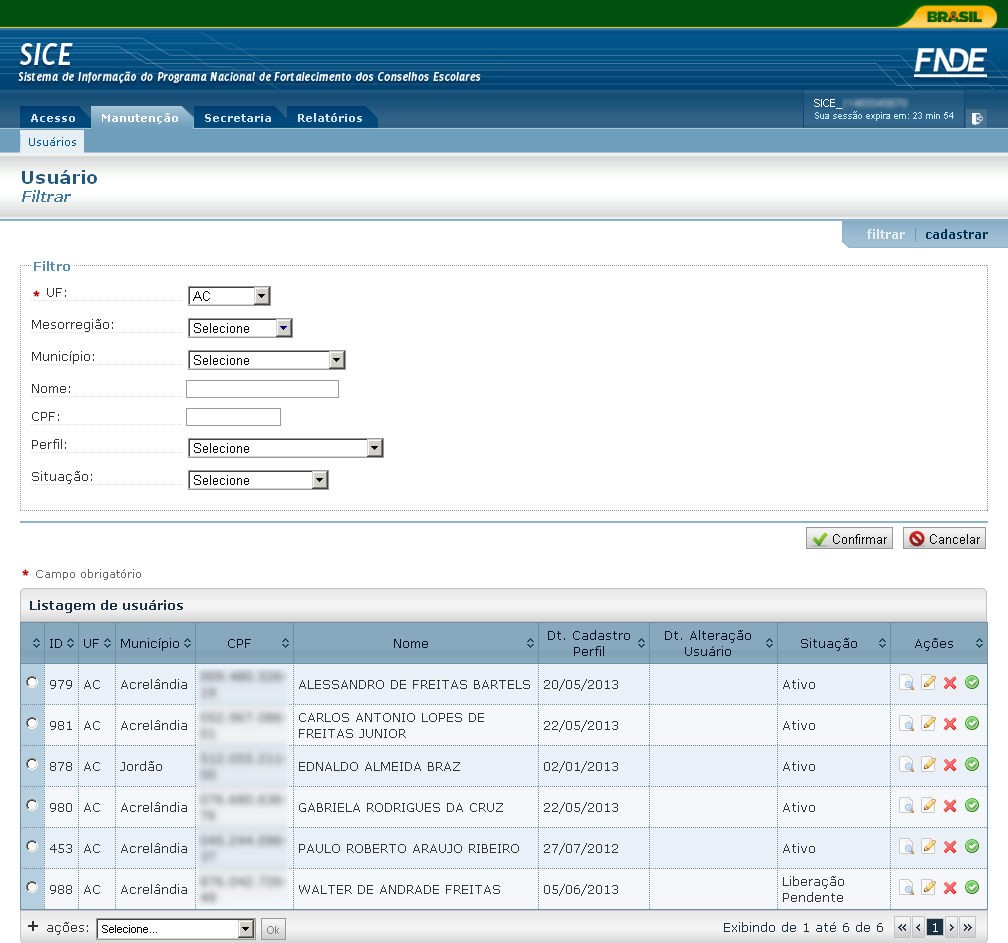 BRASIL
SICE
Sistema de Informação do Programa Nacional de Fortalecimento dos Conselhos Escolares
FNDE
SICE_
Sua sessão expira em: 23 min 54
Acesso Manutenção Secretaria Relatórios
Usuários
Usuário
Filtrar
filtrar | cadastrar
Filtro
* UF: AC
Mesorregião: Selecione
Município: Selecione
Nome:
CPF:
Perfil: Selecione
Situação: Selecione
Confirmar Cancelar
* Campo obrigatório
Listagem de usuários
ID UF Município CPF Nome Dt. Cadastro Perfil Dt. Alteração Usuário Situação Ações
979 AC Acrelândia ALESSANDRO DE FREITAS BARTELS 20/05/2013 Ativo
981 AC Acrelândia CARLOS ANTONIO LOPES DE FREITAS JUNIOR 22/05/2013 Ativo
878 AC Jordão EDNALDO ALMEIDA BRAZ 02/01/2013 Ativo
980 AC Acrelândia GABRIELA RODRIGUES DA CRUZ 22/05/2013 Ativo
453 AC Acrelândia PAULO ROBERTO ARAUJO RIBEIRO 27/07/2012 Ativo
988 AC Acrelândia WALTER DE ANDRADE FREITAS 05/06/2013 Liberação Pendente
+ ações: Selecione... Ok Exibindo de 1 até 6 de 6 « ‹ 1 › »